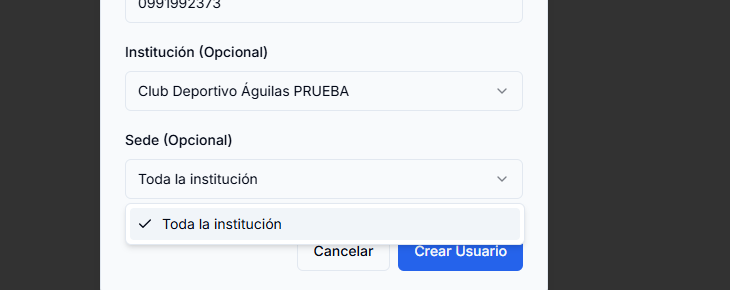 0991992373
Institución (Opcional)
Club Deportivo Águilas PRUEBA
Sede (Opcional)
Toda la institución
Toda la institución
Cancelar
Crear Usuario